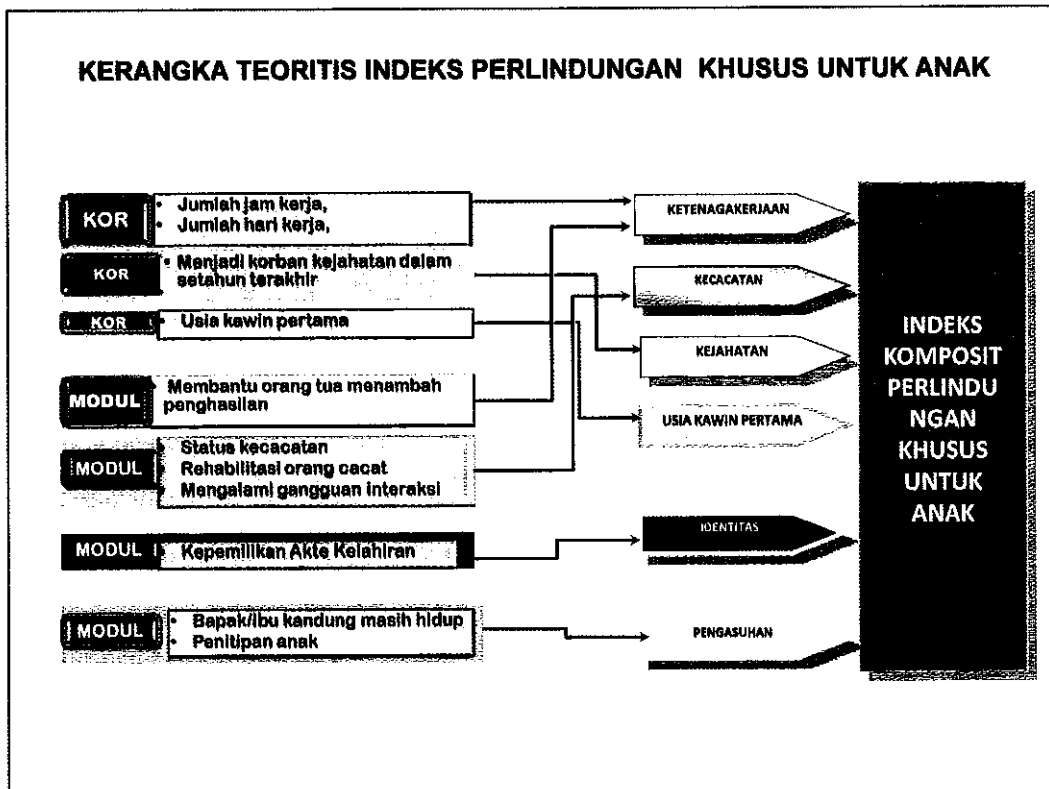 KERANGKA TEORITIS INDEKS PERLINDUNGAN KHUSUS UNTUK ANAK
KOR
• Jumlah jam kerja,
• Jumlah hari kerja,
KOR
• Menjadi korban kejahatan dalam
setahun terakhir
KOR
• Usia kawin pertama
MODUL
• Membantu orang tua menambah
penghasilan
MODUL
• Status kecacatan
• Rehabilitasi orang cacat
• Mengalami gangguan interaksi
MODUL
• Kepemilikan Akte Kelahiran
MODUL
• Bapak/ibu kandung masih hidup
• Penitipan anak
KETENAGAKERJAAN
KECACATAN
KEJAHATAN
USIA KAWIN PERTAMA
IDENTITAS
PENGASUHAN
INDEKS
KOMPOSIT
PERLINDU
NGAN
KHUSUS
UNTUK
ANAK